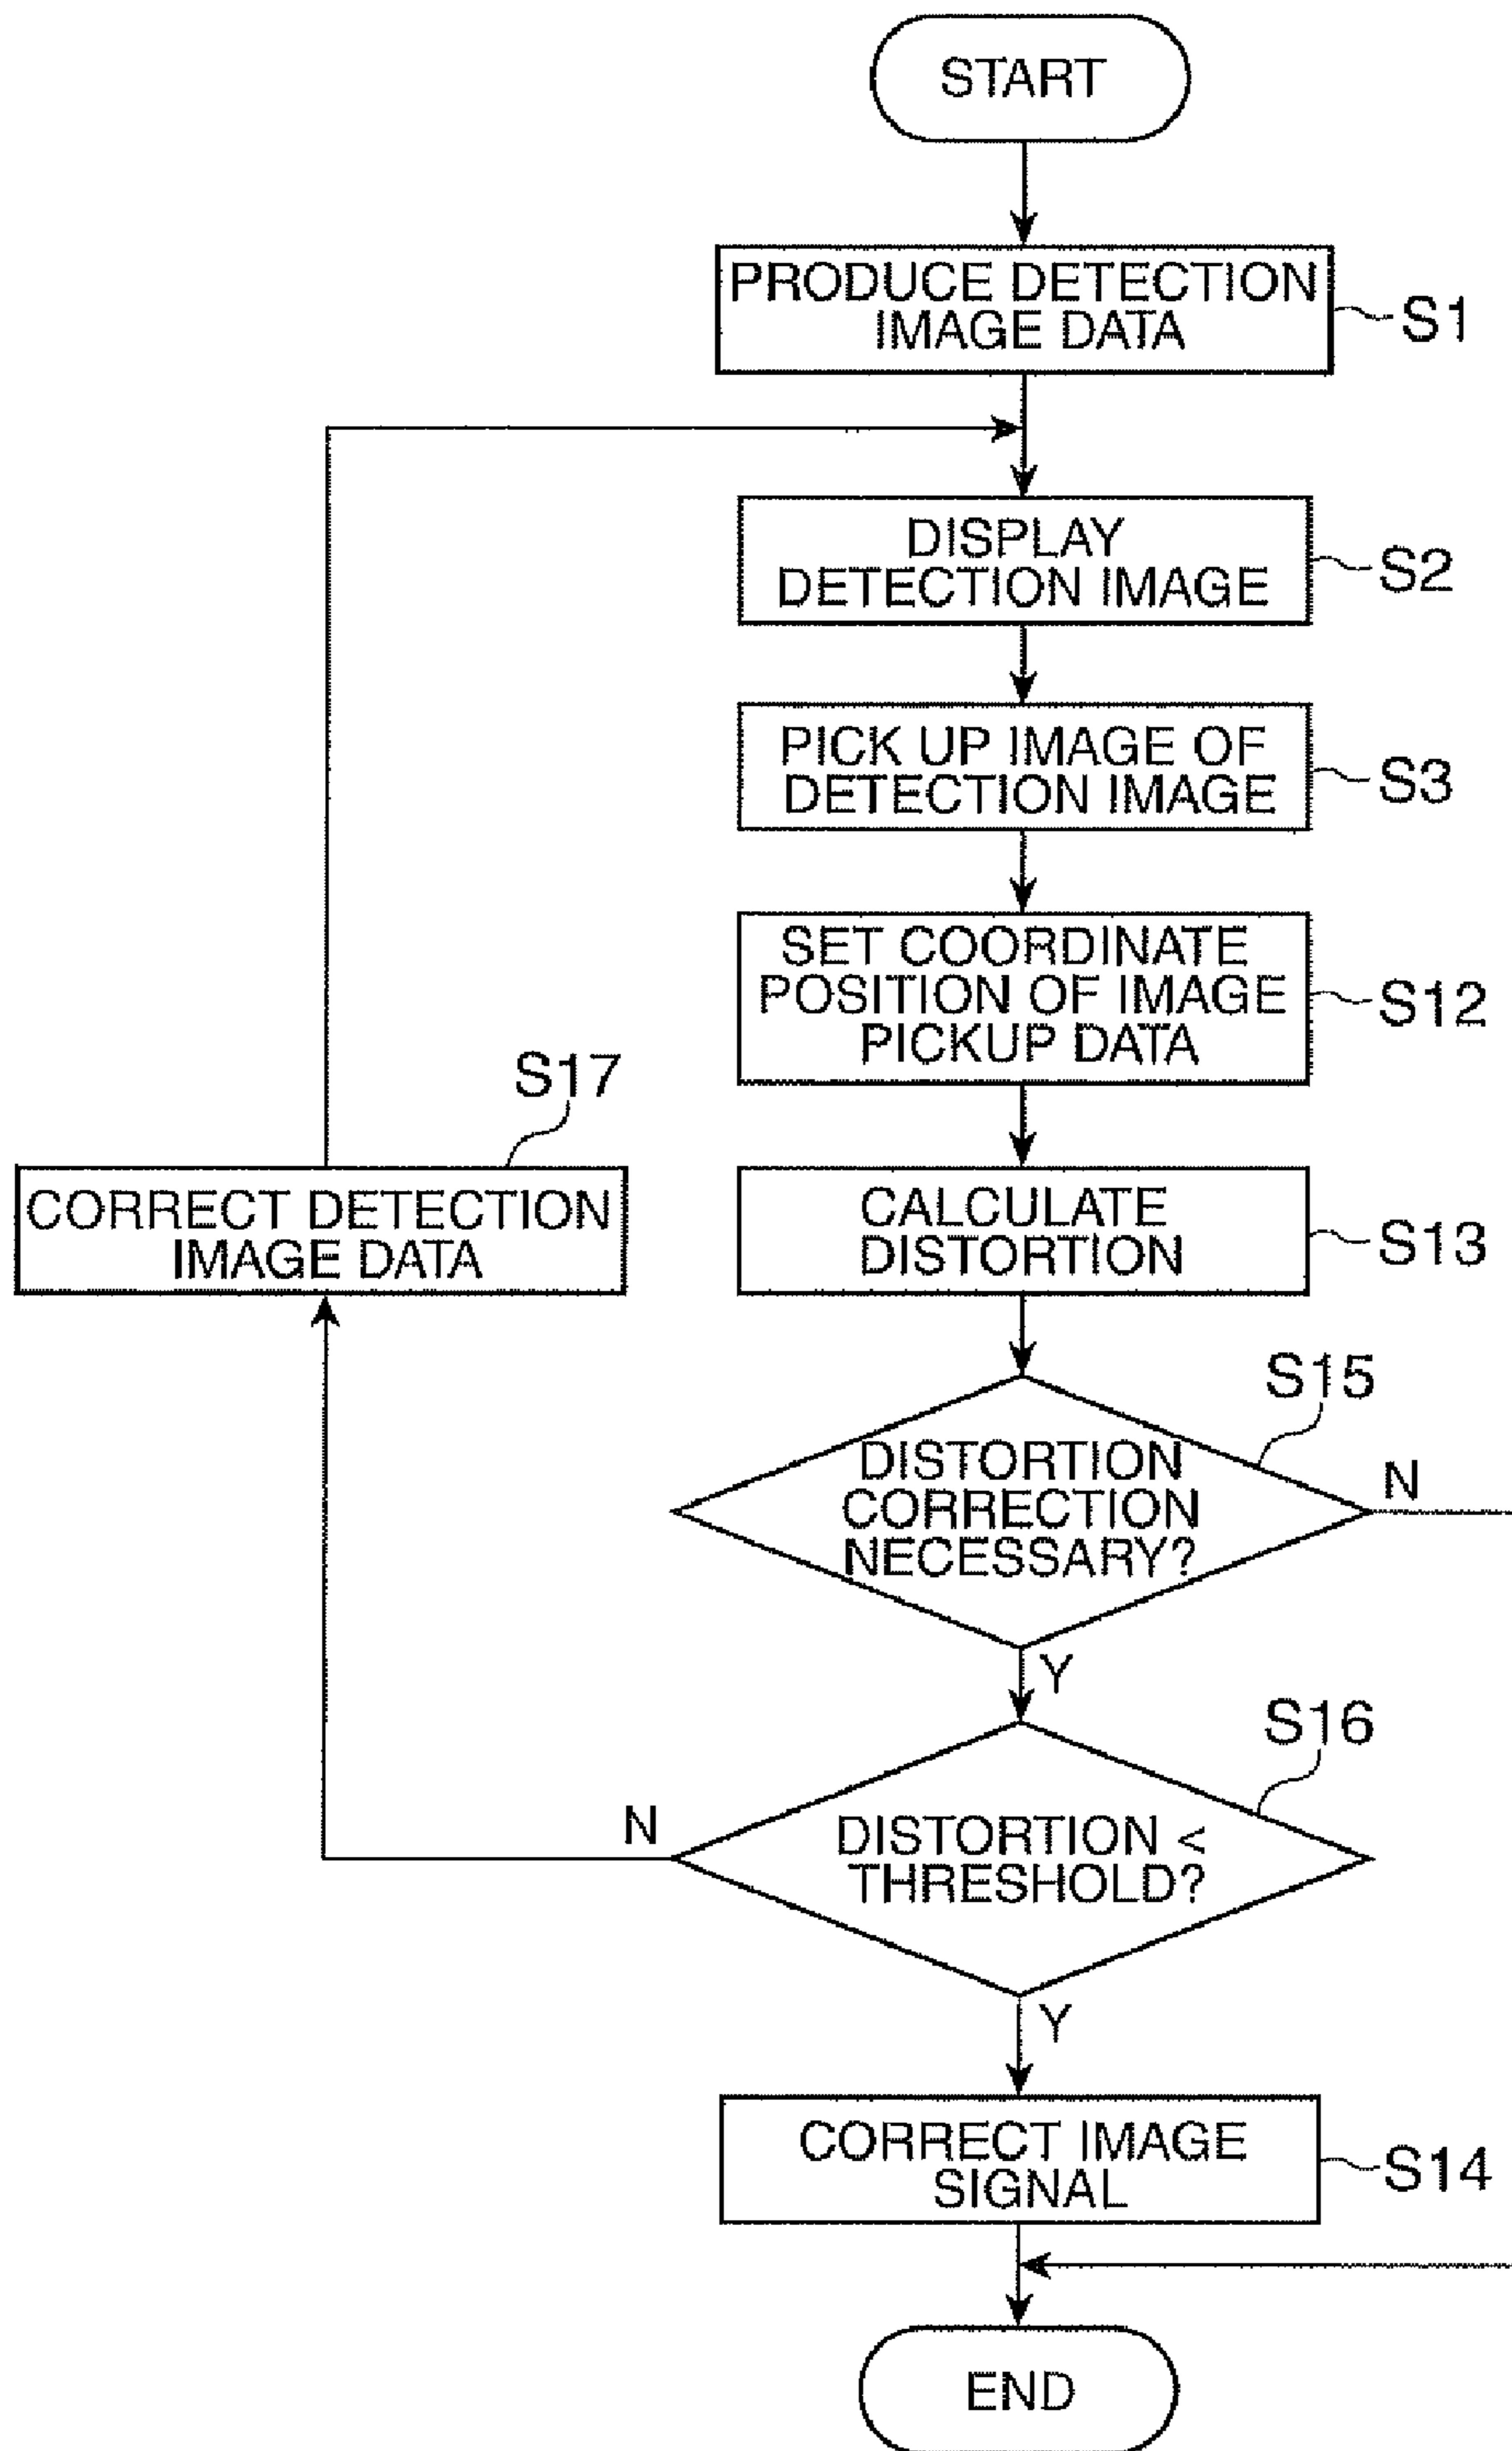 START
PRODUCE DETECTION
IMAGE DATA
S1
DISPLAY
DETECTION IMAGE
S2
PICK UP IMAGE OF
DETECTION IMAGE
S3
SET COORDINATE
POSITION OF IMAGE
PICKUP DATA
S12
S17
CORRECT DETECTION
IMAGE DATA
CALCULATE
DISTORTION
S13
S15
DISTORTION
CORRECTION
NECESSARY?
N
Y
S16
N
DISTORTION <
THRESHOLD?
Y
CORRECT IMAGE
SIGNAL
S14
END